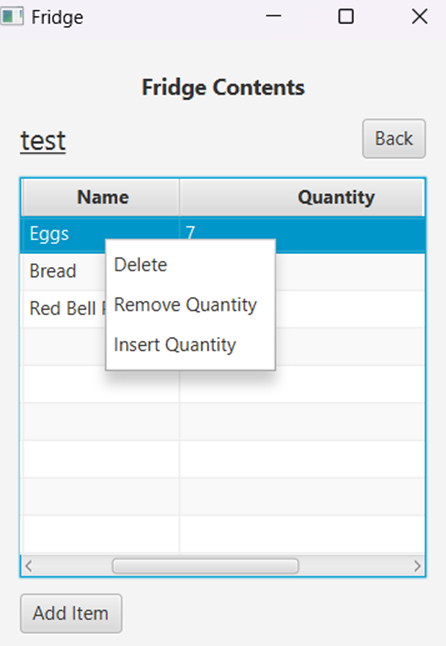 Fridge
Fridge Contents
test
Back
Name Quantity
Eggs 7
Delete
Bread
Remove Quantity
Red Bell
Insert Quantity
Add Item